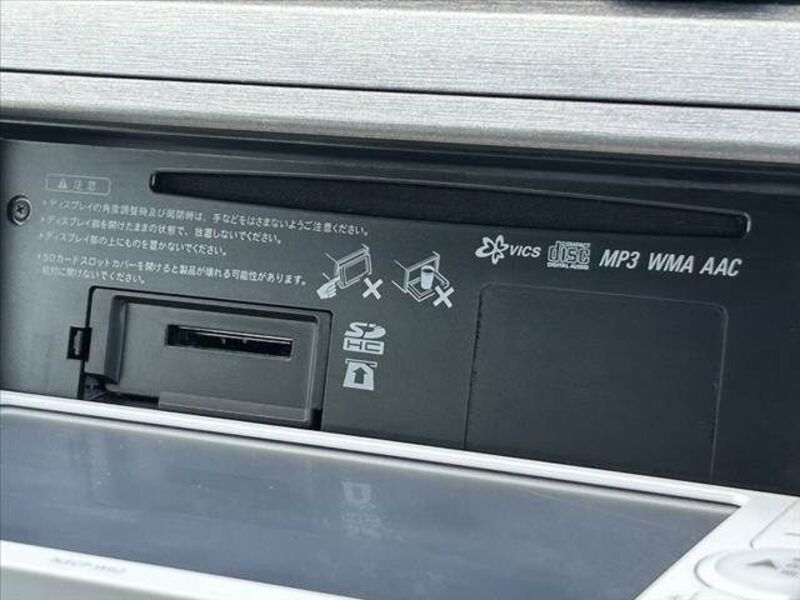 ⚠ 注意
• ディスプレイの角度調整時及び開閉時は、手などをはさまないようご注意ください。
• ディスプレイ部を開けたままの状態で、放置しないでください。
• ディスプレイ部の上にものを置かないでください。
• SDカードスロットカバーを開けると製品が壊れる可能性があります。
絶対に開けないでください。
VICS
COMPACT
disc
DIGITAL AUDIO
MP3 WMA AAC
SD
HC